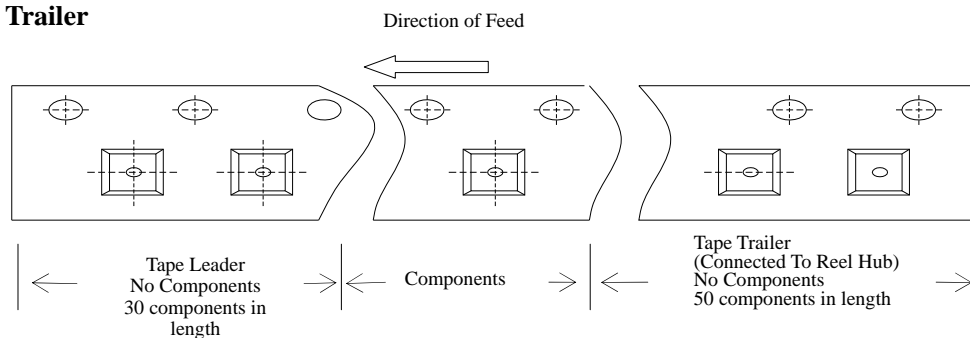 Trailer
Direction of Feed
Tape Leader
No Components
30 components in
length
Components
Tape Trailer
(Connected To Reel Hub)
No Components
50 components in length